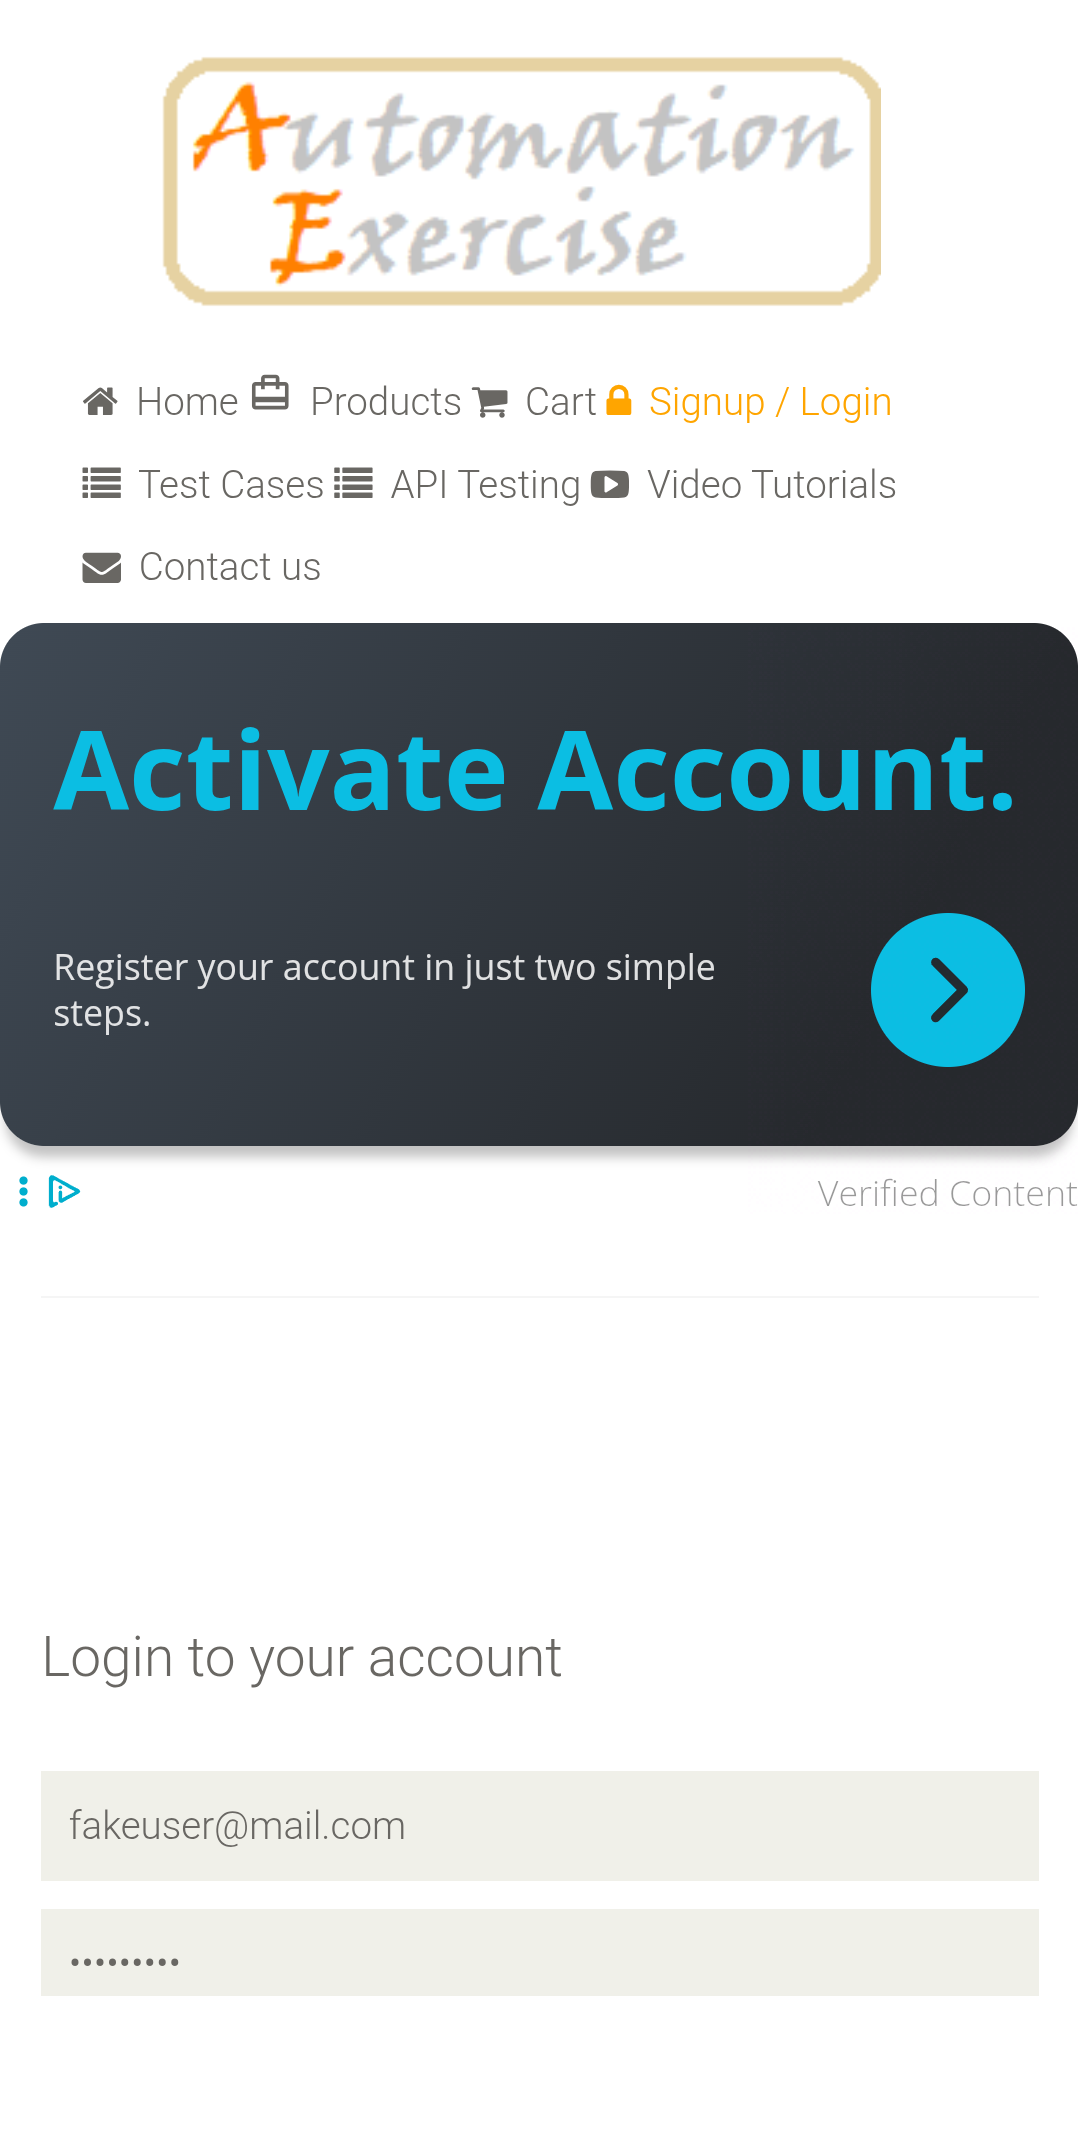 Automation
Exercise
Home Products Cart Signup / Login
Test Cases API Testing Video Tutorials
Contact us
Activate Account.
Register your account in just two simple
steps.
Verified Content
Login to your account
fakeuser@mail.com
•••••••••